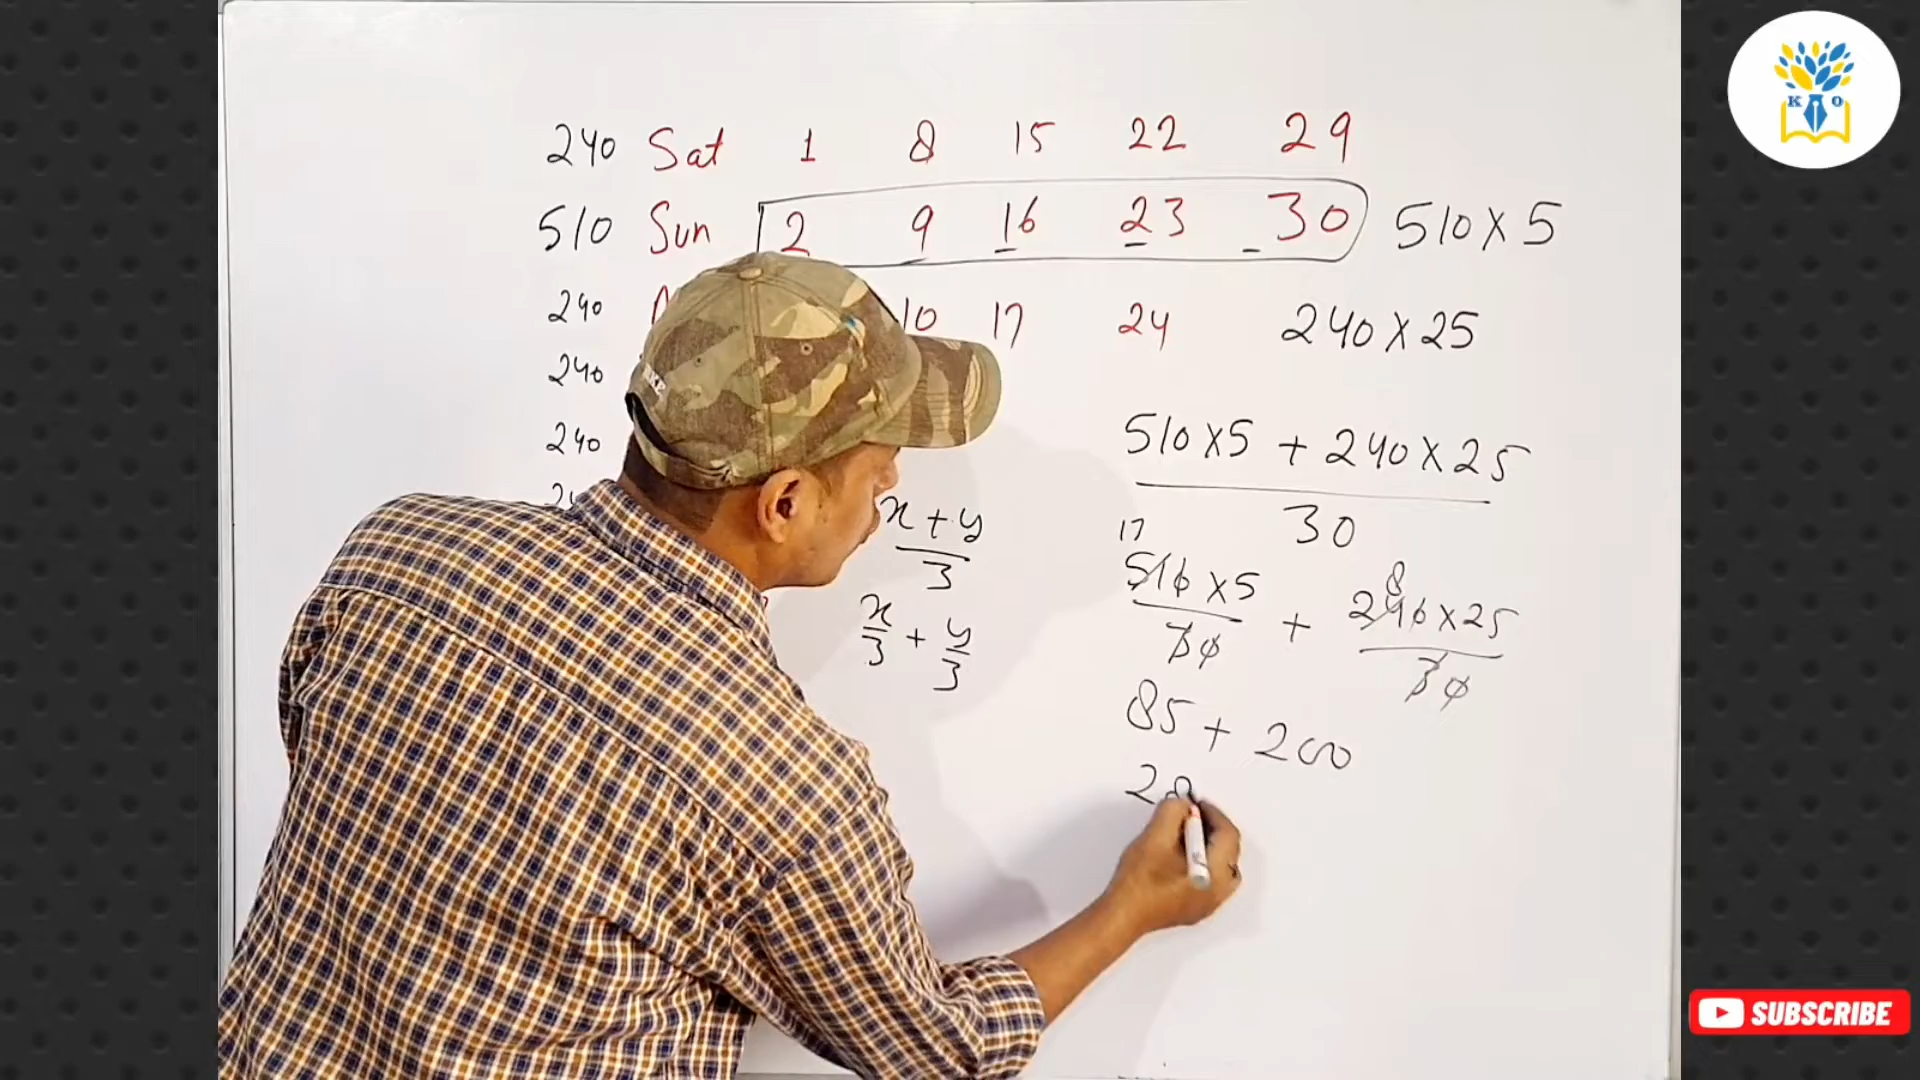 240 Sat 1 8 15 22 29
510 Sun 2 9 16 23 30 510 X 5
240 10 17 24 240 X 25
240
240
510 X 5 + 240 X 25
30
x + y
3
x/3 + y/3
17 8
510 X 5 + 240 X 25
30 30
85 + 200
28
K O
SUBSCRIBE